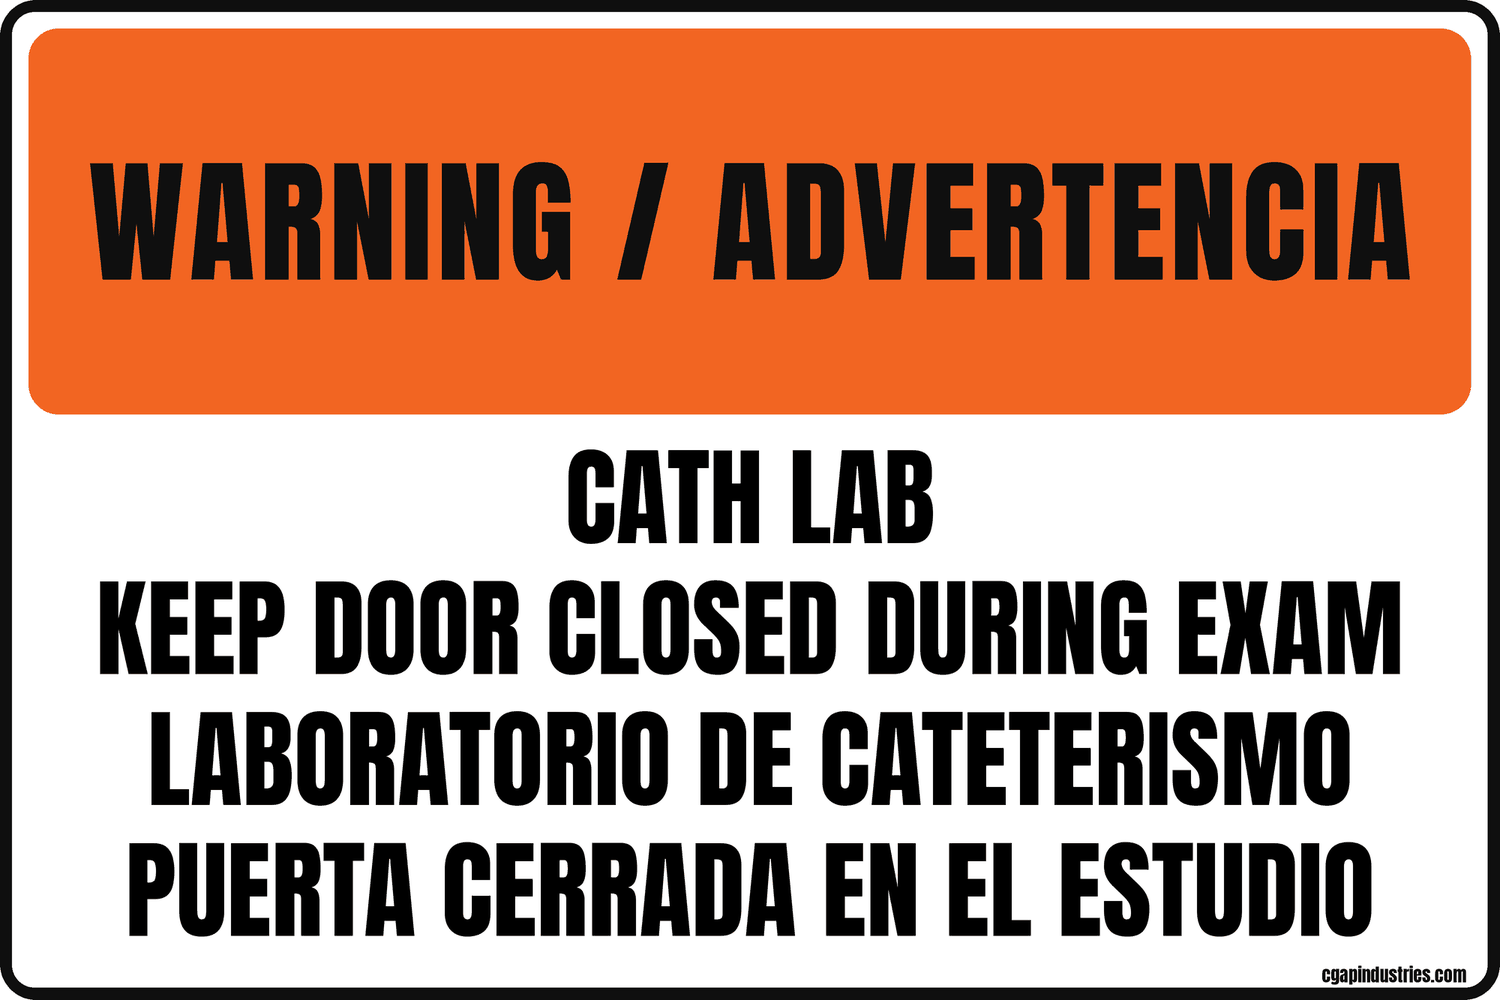 WARNING / ADVERTENCIA
CATH LAB
KEEP DOOR CLOSED DURING EXAM
LABORATORIO DE CATETERISMO
PUERTA CERRADA EN EL ESTUDIO
cgapindustries.com